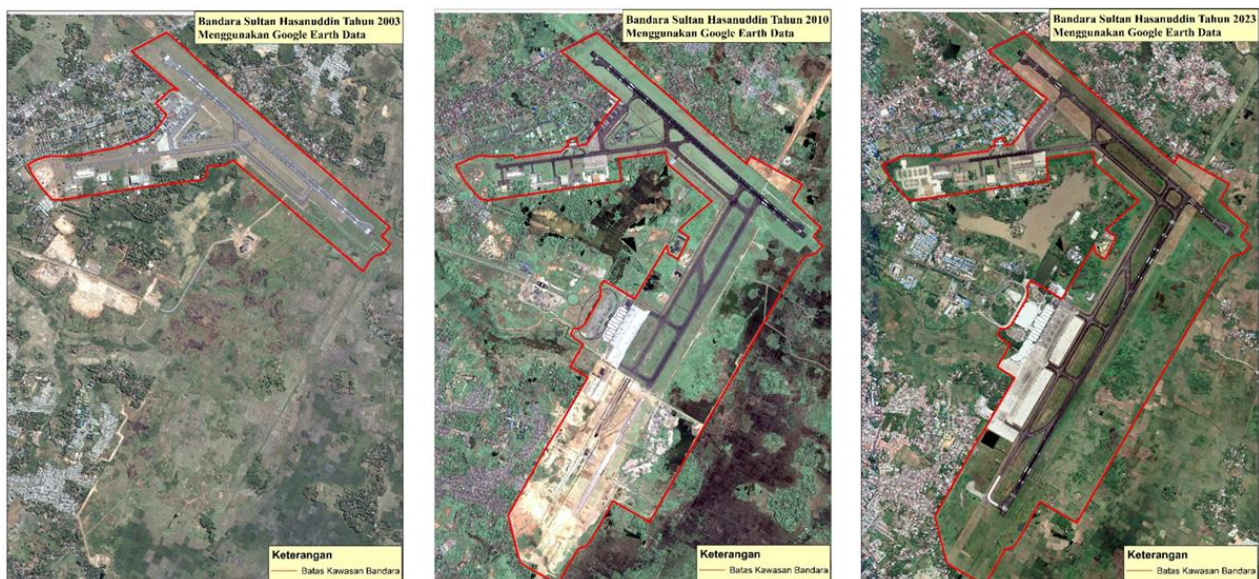 Bandara Sultan Hasanuddin Tahun 2003
Menggunakan Google Earth Data
Keterangan
Batas Kawasan Bandara
Bandara Sultan Hasanuddin Tahun 2010
Menggunakan Google Earth Data
Keterangan
Batas Kawasan Bandara
Bandara Sultan Hasanuddin Tahun 2023
Menggunakan Google Earth Data
Keterangan
Batas Kawasan Bandara